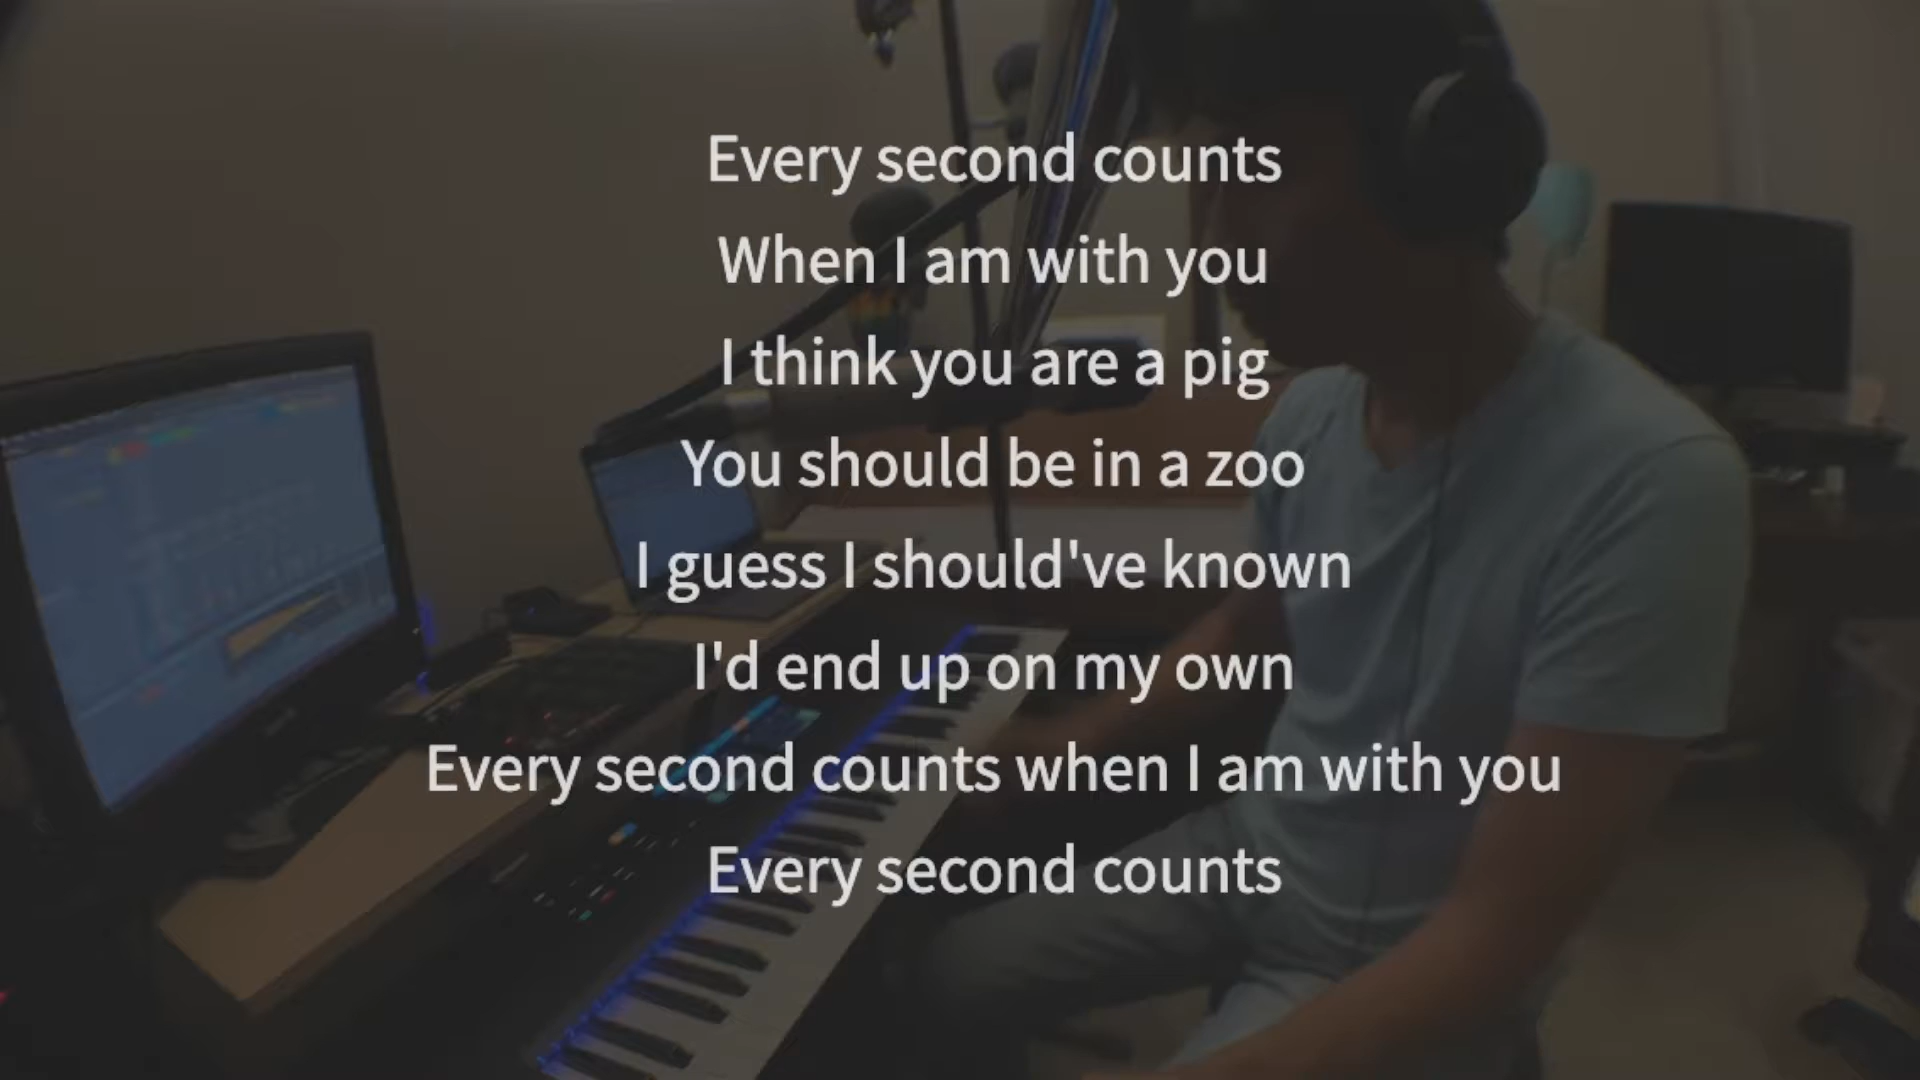 Every second counts
When I am with you
I think you are a pig
You should be in a zoo
I guess I should've known
I'd end up on my own
Every second counts when I am with you
Every second counts